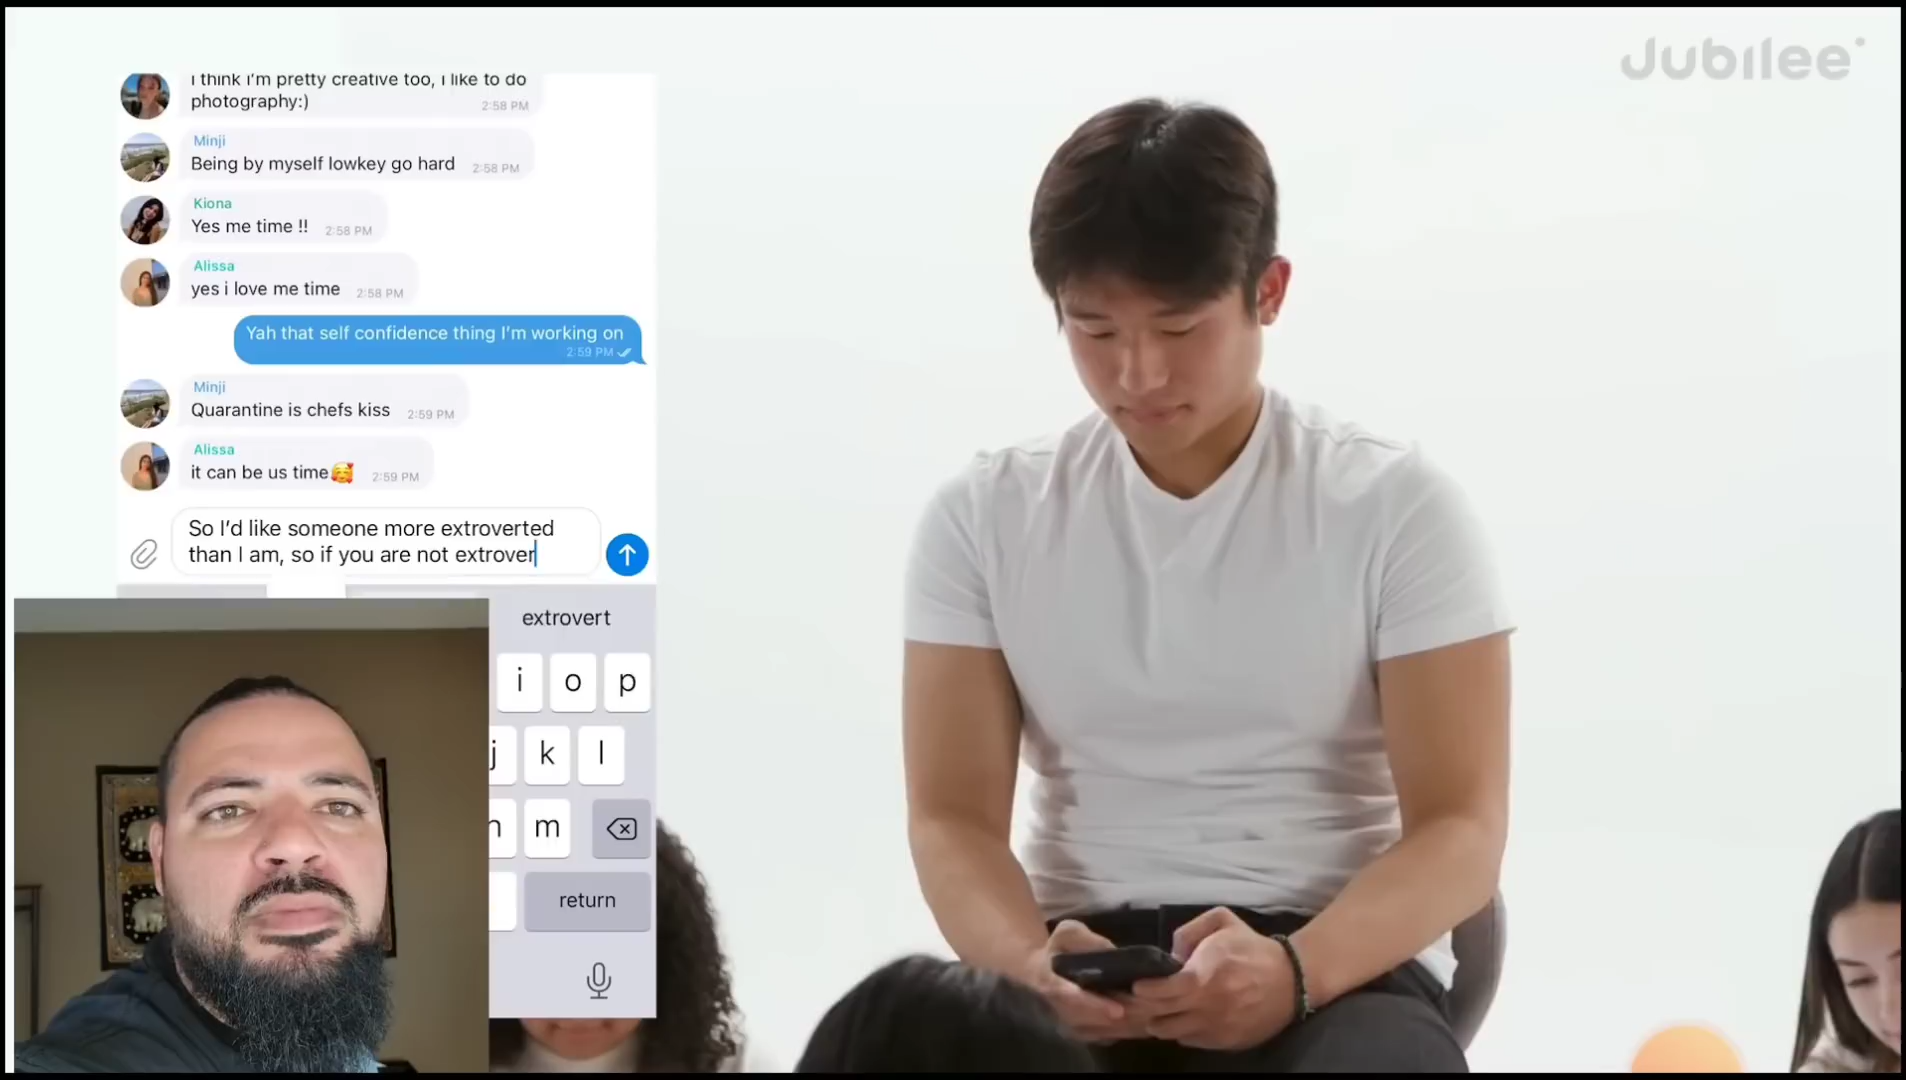 Jubilee
i think i'm pretty creative too, i like to do
photography:) 2:58 PM
Minji
Being by myself lowkey go hard 2:58 PM
Kiona
Yes me time !! 2:58 PM
Alissa
yes i love me time 2:58 PM
Yah that self confidence thing I'm working on
2:59 PM
Minji
Quarantine is chefs kiss 2:59 PM
Alissa
it can be us time🥰 2:59 PM
So I'd like someone more extroverted
than I am, so if you are not extrover
extrovert
i o p
j k l
n m
return